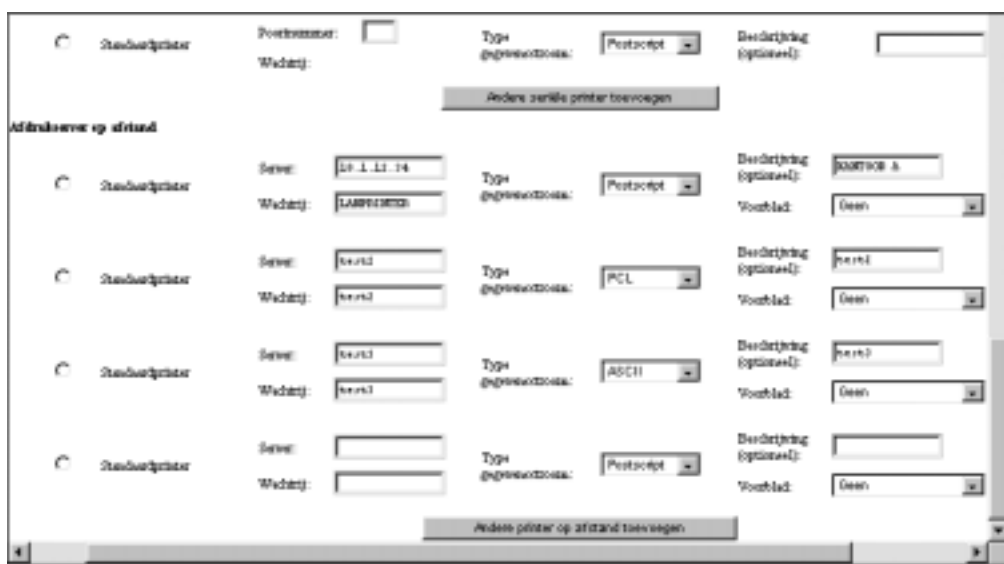 Standaardprinter
Poortnummer:
Wachtrij:
Type gegevensstroom:
Postscript
Beschrijving (optioneel):
Andere seriële printer toevoegen
Afdrukserver op afstand
Standaardprinter
Server:
Wachtrij:
Type gegevensstroom:
Postscript
Beschrijving (optioneel):
KANTOOR A
Voorblad:
Geen
Standaardprinter
Server:
Wachtrij:
Type gegevensstroom:
PCL
Beschrijving (optioneel):
Voorblad:
Geen
Standaardprinter
Server:
Wachtrij:
Type gegevensstroom:
ASCII
Beschrijving (optioneel):
Voorblad:
Geen
Standaardprinter
Server:
Wachtrij:
Type gegevensstroom:
Postscript
Beschrijving (optioneel):
Voorblad:
Geen
Andere printer op afstand toevoegen